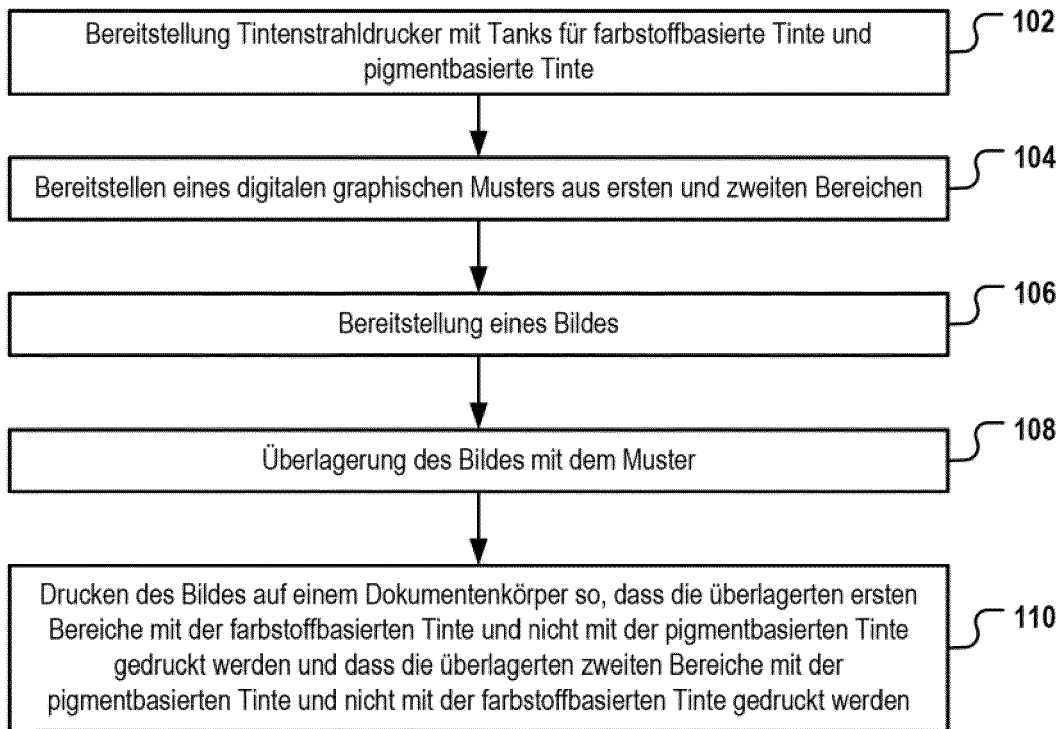 Bereitstellung Tintenstrahldrucker mit Tanks für farbstoffbasierte Tinte und
pigmentbasierte Tinte
102
Bereitstellen eines digitalen graphischen Musters aus ersten und zweiten Bereichen
104
Bereitstellung eines Bildes
106
Überlagerung des Bildes mit dem Muster
108
Drucken des Bildes auf einem Dokumentenkörper so, dass die überlagerten ersten
Bereiche mit der farbstoffbasierten Tinte und nicht mit der pigmentbasierten Tinte
gedruckt werden und dass die überlagerten zweiten Bereiche mit der
pigmentbasierten Tinte und nicht mit der farbstoffbasierten Tinte gedruckt werden
110